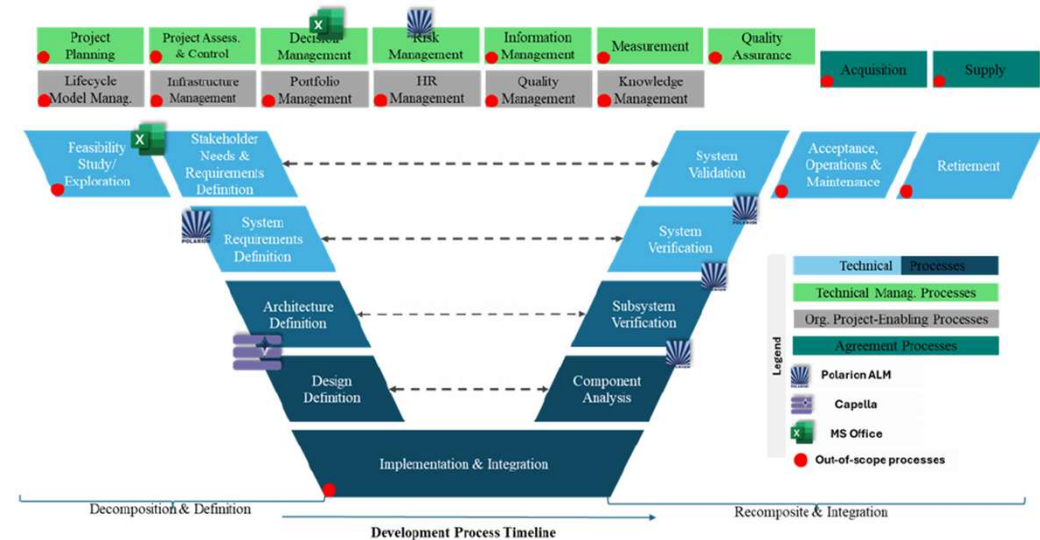 Project
Planning
Project Assess.
& Control
Decision
Management
Risk
Management
Information
Management
Measurement
Quality
Assurance
Lifecycle
Model Manag.
Infrastructure
Management
Portfolio
Management
HR
Management
Quality
Management
Knowledge
Management
Acquisition
Supply
Feasibility
Study/
Exploration
Stakeholder
Needs &
Requirements
Definition
System
Validation
Acceptance,
Operations &
Maintenance
Retirement
POLARION
System
Requirements
Definition
System
Verification
Architecture
Definition
Subsystem
Verification
Design
Definition
Component
Analysis
Implementation & Integration
Legend
Technical Processes
Technical Manag. Processes
Org. Project-Enabling Processes
Agreement Processes
Polarion ALM
Capella
MS Office
Out-of-scope processes
Decomposition & Definition
Recomposite & Integration
Development Process Timeline